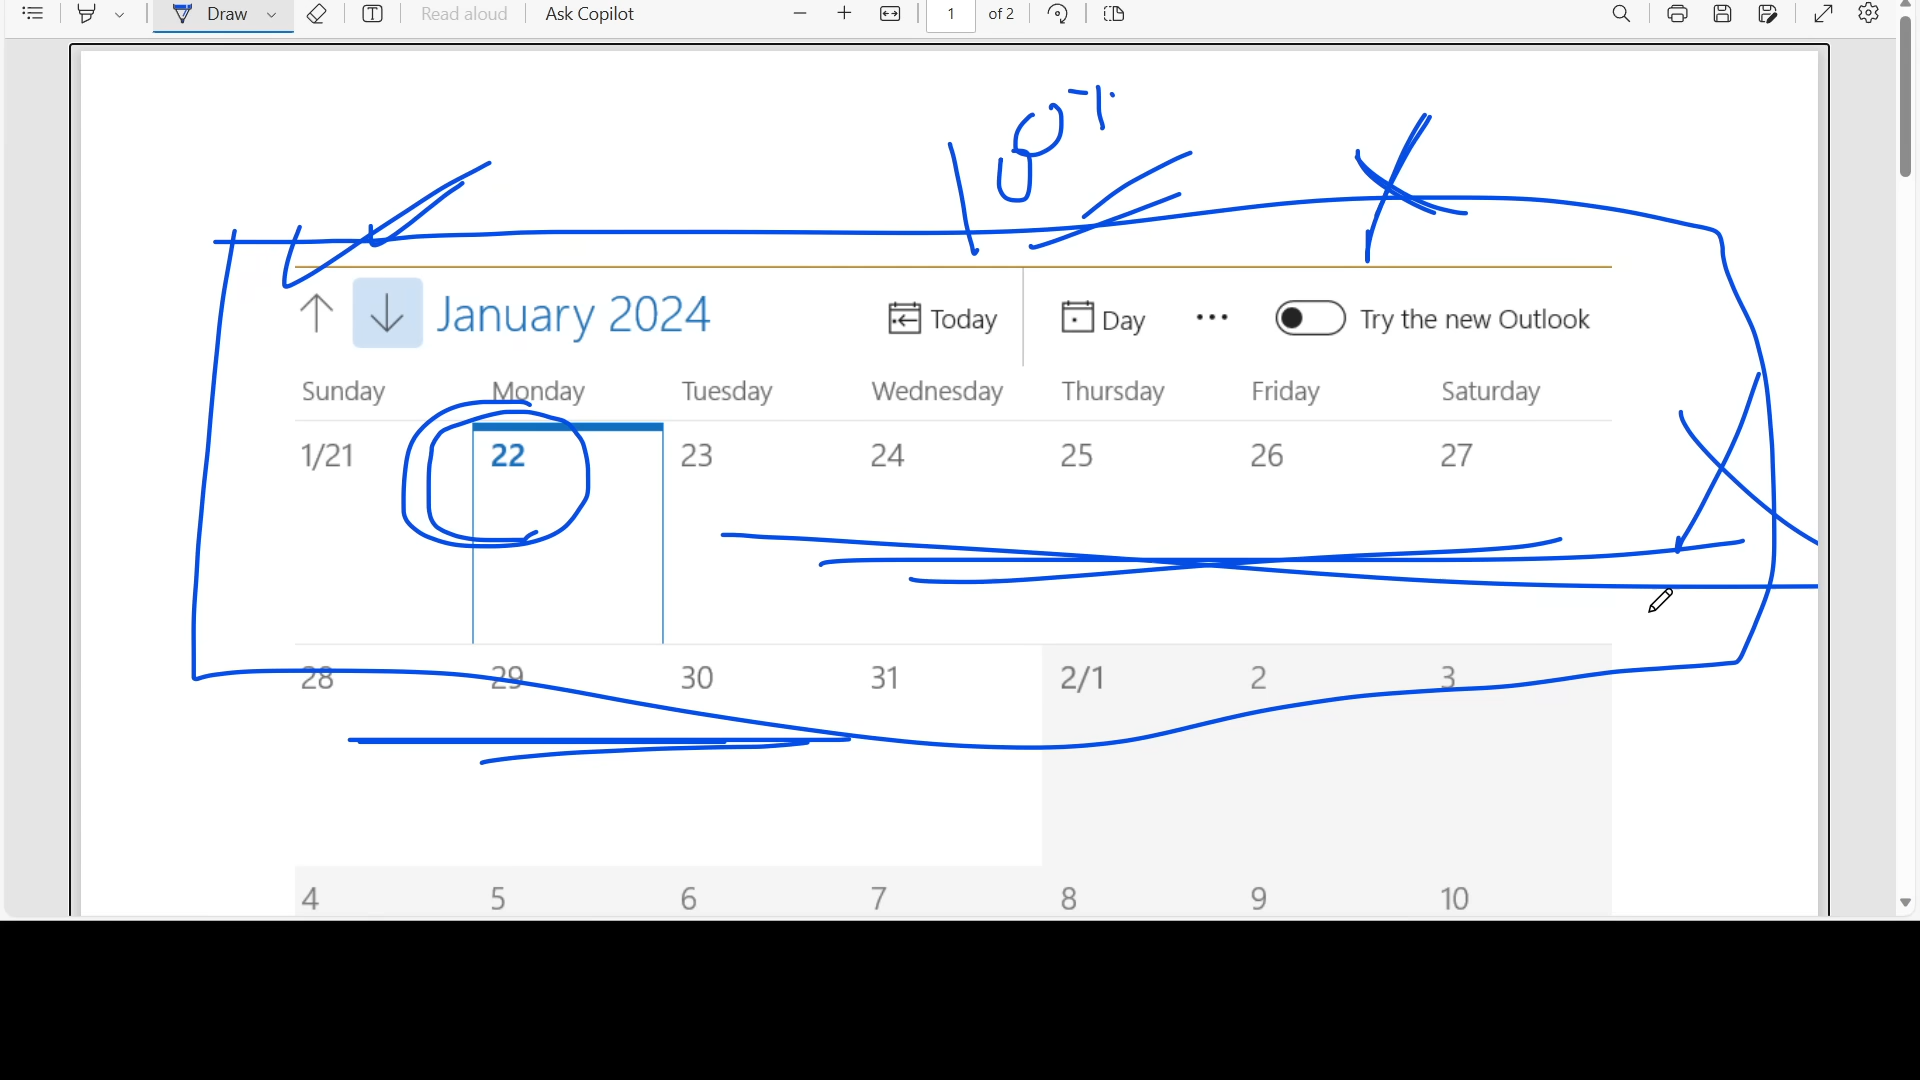 Draw Read aloud Ask Copilot 1 of 2
100%
January 2024 Today Day ... Try the new Outlook
Sunday Monday Tuesday Wednesday Thursday Friday Saturday
1/21 22 23 24 25 26 27
28 29 30 31 2/1 2 3
4 5 6 7 8 9 10